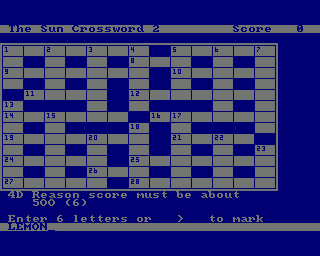 The Sun Crossword 2 Score 0
1 2 3 4 5 6 7
8
9 10
11 12
13
14 15 16 17
18
19 20 21 22
23
24 25
26
27 28
4D Reason score must be about
500 (6)
Enter 6 letters or > to mark
LEMON_